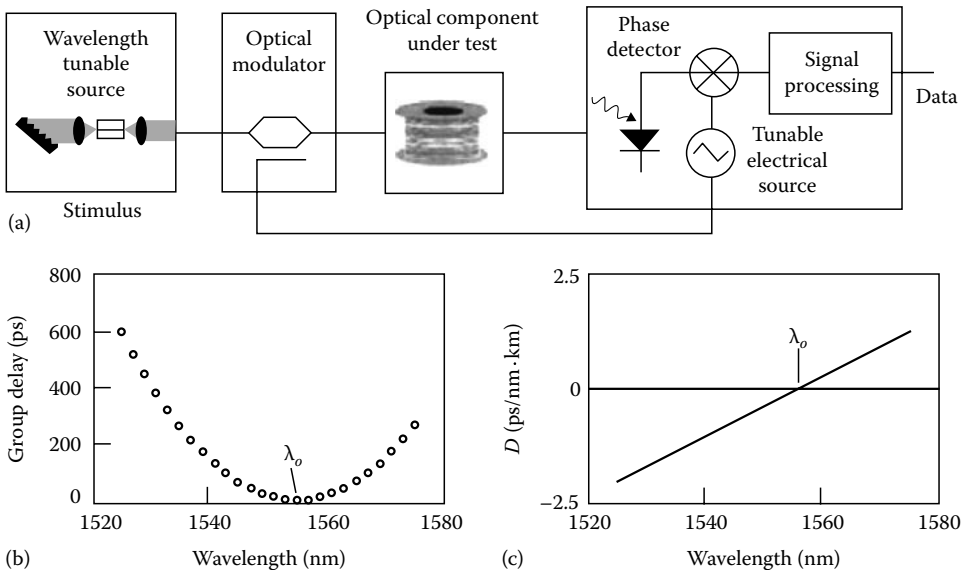 Wavelength
tunable
source
Stimulus
(a)
Optical
modulator
Optical component
under test
Phase
detector
Signal
processing
Data
Tunable
electrical
source
800
600
400
200
0
Group delay (ps)
λo
1520
1540
1560
1580
Wavelength (nm)
(b)
2.5
0
−2.5
D (ps/nm·km)
λo
1520
1540
1560
1580
Wavelength (nm)
(c)